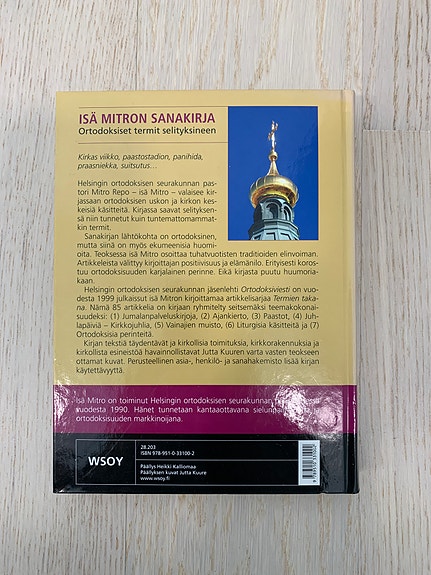 ISÄ MITRON SANAKIRJA
Ortodoksiset termit selityksineen
Kirkas viikko, paastostadion, panihida,
praasniekka, suitsutus…
Helsingin ortodoksisen seurakunnan pas-
tori Mitro Repo – isä Mitro – valaisee kir-
jassaan ortodoksisen uskon ja kirkon kes-
keisiä käsitteitä. Kirjassa saavat selityksen-
sä niin tunnetut kuin tuntemattomammat-
kin termit.
Sanakirjan lähtökohta on ortodoksinen,
mutta siinä on myös ekumeenisia huomi-
oita. Teoksessa isä Mitro osoittaa tuhatvuotisten traditioiden elinvoiman.
Artikkeleista välittyy kirjoittajan positiivisuus ja elämänilo. Erityisesti koros-
tuu ortodoksisuuden karjalainen perinne. Eikä kirjasta puutu huumoria-
kaan.
Helsingin ortodoksisen seurakunnan jäsenlehti Ortodoksiviesti on vuo-
desta 1999 julkaissut isä Mitron kirjoittamaa artikkelisarjaa Termien taka-
na. Nämä 85 artikkelia on kirjaan ryhmitelty seitsemäksi teemakokonai-
suudeksi: (1) Jumalanpalveluskirjoja, (2) Ajankierto, (3) Paastot, (4) Juh-
lapäiviä – Kirkkojuhlia, (5) Vainajien muisto, (6) Liturgisia käsitteitä ja (7)
Ortodoksisia perinteitä.
Kirjan tekstiä täydentävät ja kirkollisia toimituksia, kirkkorakennuksia ja
kirkollista esineistöä havainnollistavat Jutta Kuureen varta vasten teokseen
ottamat kuvat. Perusteellinen asia-, henkilö- ja sanahakemisto lisää kirjan
käytettävyyttä.
Isä Mitro on toiminut Helsingin ortodoksisen seurakunnan
vuodesta 1990. Hänet tunnetaan kantaaottavana
ortodoksisuuden markkinoijana.
WSOY
28.203
ISBN 978-951-0-33100-2
Päällys Heikki Kalliomaa
Päällyksen kuvat Jutta Kuure
www.wsoy.fi